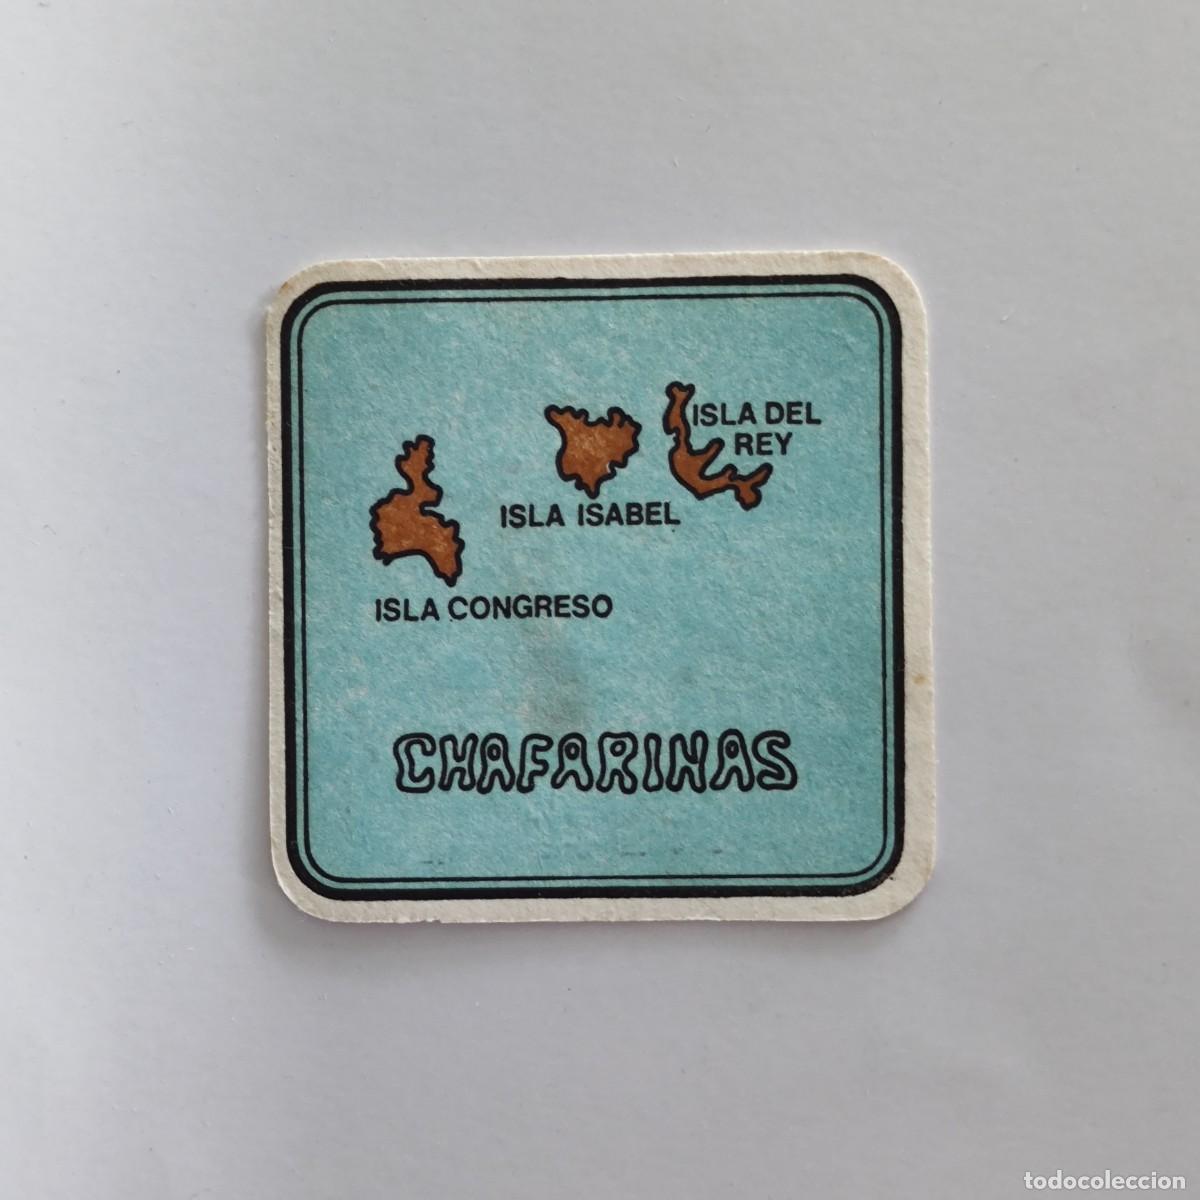 ISLA DEL
REY
ISLA ISABEL
ISLA CONGRESO
CHAFARINAS
todocoleccion